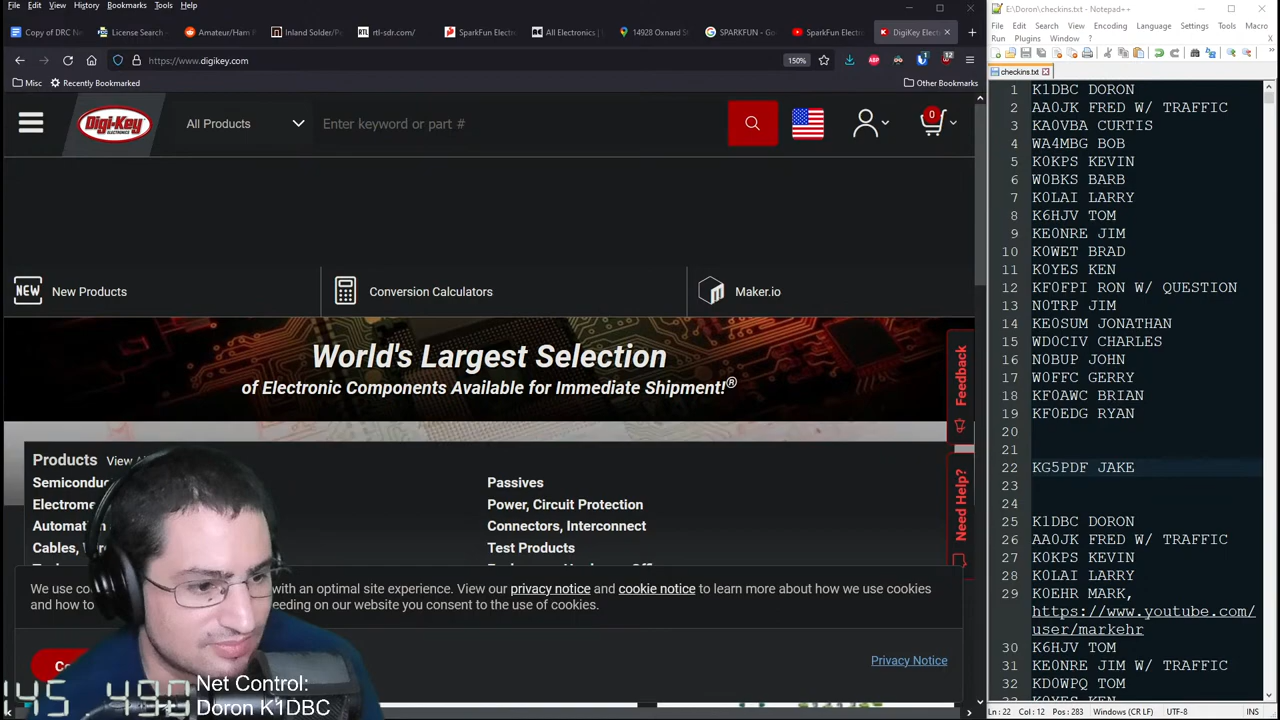 File Edit View History Bookmarks Tools Help
E:\Doron\checkins.txt - Notepad++
File Edit Search View Encoding Language Settings Tools Macro
Run Plugins Window ?
Copy of DRC Ne
License Search -
Amateur/Ham F
Infinite Solder/Re
rtl-vrd.com/
SparkFun Electro
All Electronics |
14928 Oxnard St
SPARKFUN - Goo
SparkFun Electr
DigiKey Elect
https://www.digikey.com
150%
Misc
Recently Bookmarked
Other Bookmarks
checkins.txt
Digi-Key
ELECTRONICS
All Products
Enter keyword or part #
0
New Products
NEW
Conversion Calculators
Maker.io
World's Largest Selection
of Electronic Components Available for Immediate Shipment!®
Feedback
Need Help?
Products
Passives
Power, Circuit Protection
Connectors, Interconnect
Test Products
We use
with an optimal site experience. View our privacy notice and cookie notice to learn more about how we use cookies
and how to
depending on our website you consent to the use of cookies.
Privacy Notice
Net Control:
Doron K1DBC
1 K1DBC DORON
2 AA0JK FRED W/ TRAFFIC
3 KA0VBA CURTIS
4 WA4MBG BOB
5 K0KPS KEVIN
6 W0BKS BARB
7 K0LAI LARRY
8 K6HJV TOM
9 KE0NRE JIM
10 K0WET BRAD
11 K0YES KEN
12 KF0FPI RON W/ QUESTION
13 N0TRP JIM
14 KE0SUM JONATHAN
15 WD0CIV CHARLES
16 N0BUP JOHN
17 W0FFC GERRY
18 KF0AWC BRIAN
19 KF0EDG RYAN
20
21
22 KG5PDF JAKE
23
24
25 K1DBC DORON
26 AA0JK FRED W/ TRAFFIC
27 K0KPS KEVIN
28 K0LAI LARRY
29 K0EHR MARK,
https://www.youtube.com/
user/markehr
30 K6HJV TOM
31 KE0NRE JIM W/ TRAFFIC
32 KD0WPQ TOM
Ln : 22 Col : 12 Pos : 283
Windows (CR LF)
UTF-8
INS